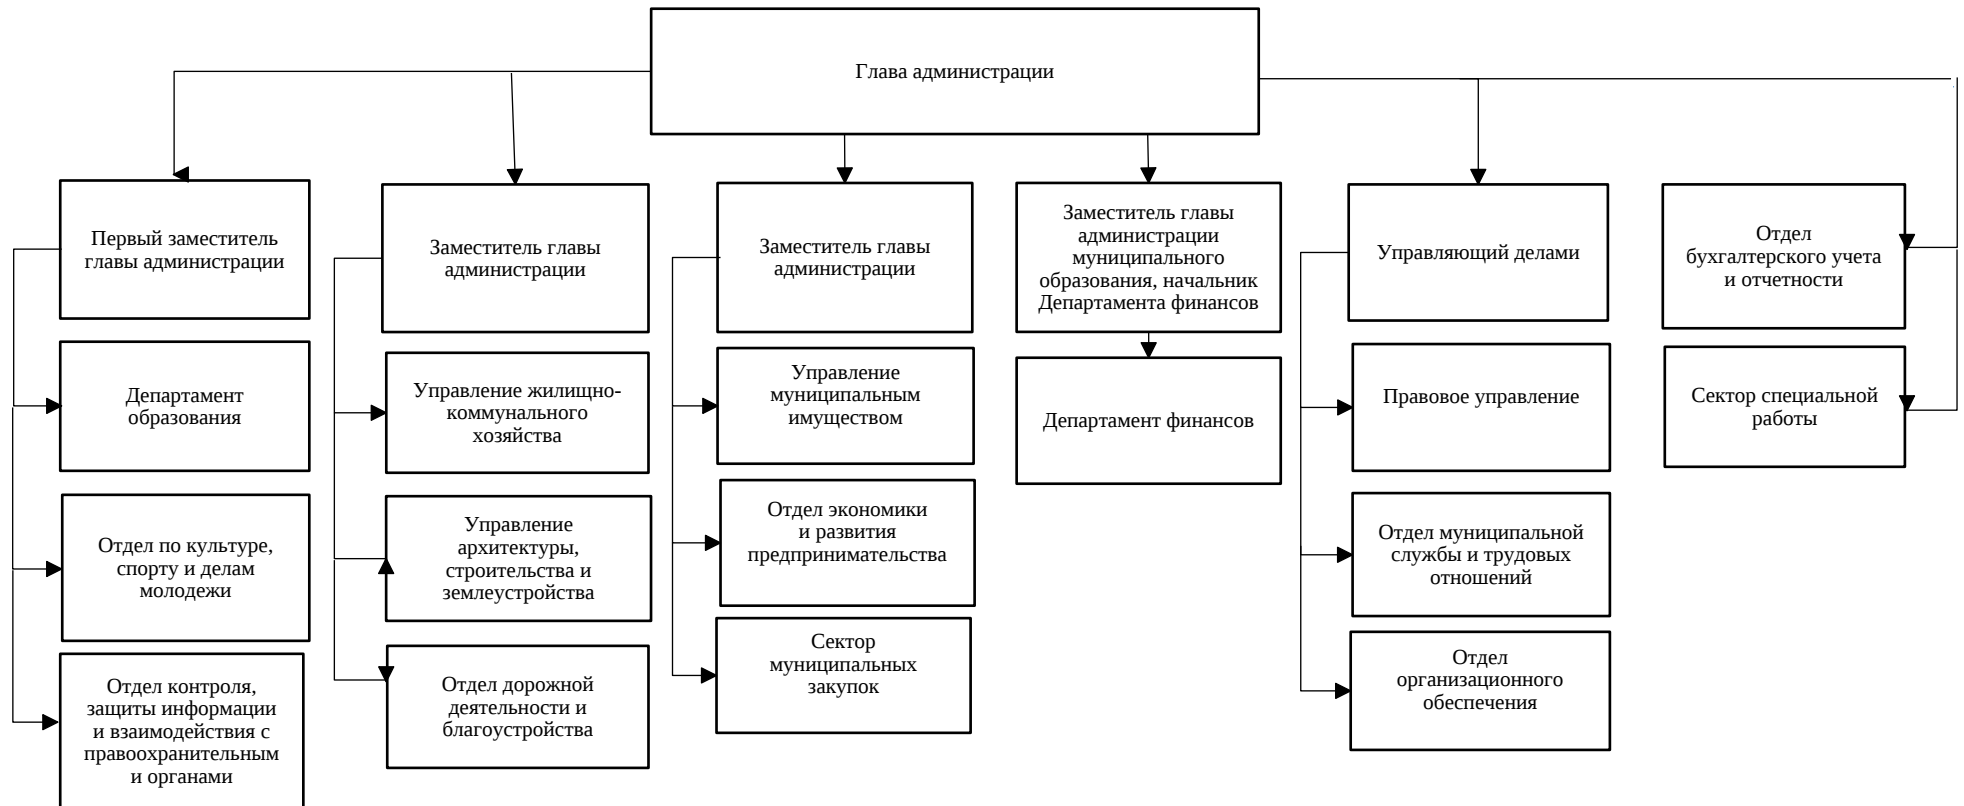 Глава администрации
Первый заместитель
главы администрации
Заместитель главы
администрации
Заместитель главы
администрации
Заместитель главы
администрации
муниципального
образования, начальник
Департамента финансов
Управляющий делами
Отдел
бухгалтерского учета
и отчетности
Департамент
образования
Управление жилищно-
коммунального
хозяйства
Управление
муниципальным
имуществом
Департамент финансов
Правовое управление
Сектор специальной
работы
Отдел по культуре,
спорту и делам
молодежи
Управление
архитектуры,
строительства и
землеустройства
Отдел экономики
и развития
предпринимательства
Отдел муниципальной
службы и трудовых
отношений
Отдел контроля,
защиты информации
и взаимодействия с
правоохранительным
и органами
Отдел дорожной
деятельности и
благоустройства
Сектор
муниципальных
закупок
Отдел
организационного
обеспечения